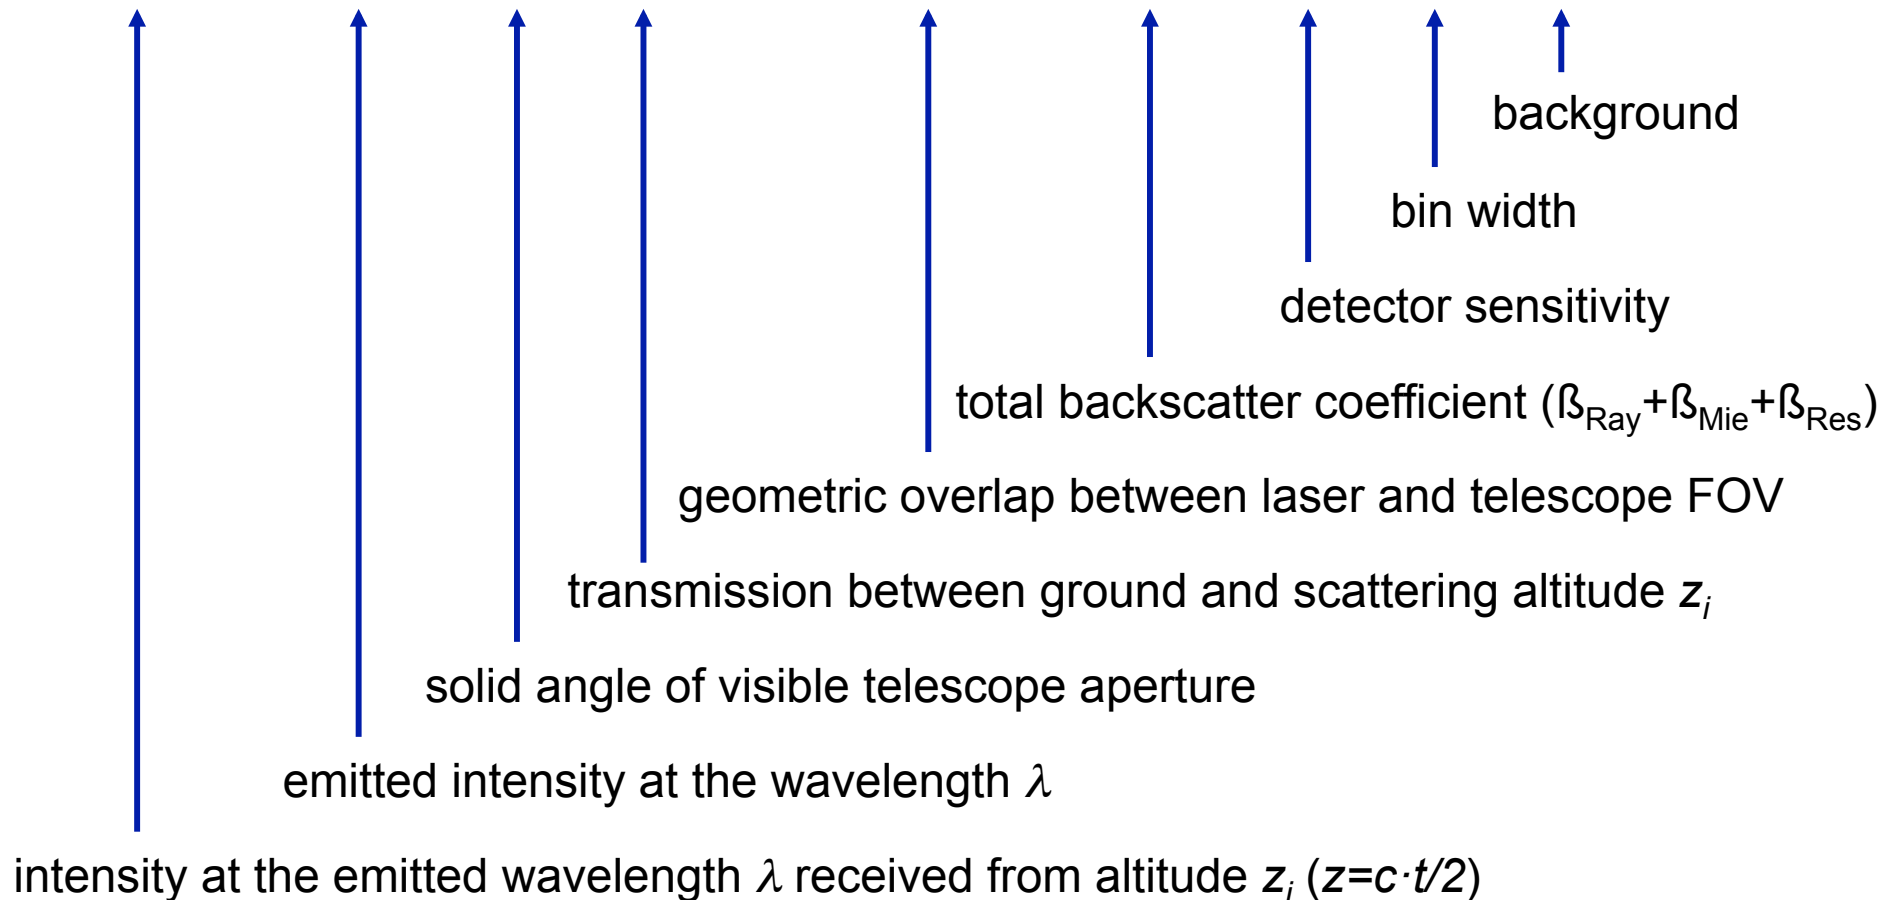 background
bin width
detector sensitivity
total backscatter coefficient (ßRay+ßMie+ßRes)
geometric overlap between laser and telescope FOV
transmission between ground and scattering altitude zi
solid angle of visible telescope aperture
emitted intensity at the wavelength λ
intensity at the emitted wavelength λ received from altitude zi (z=c·t/2)